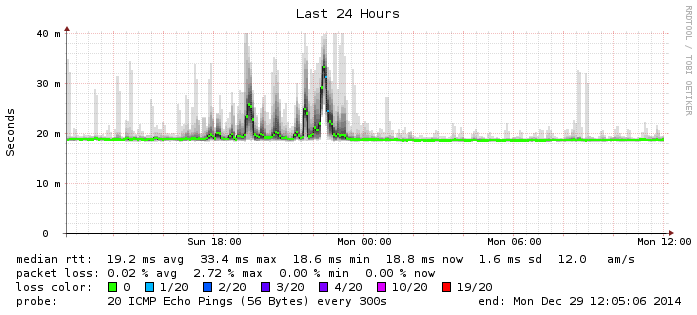 Last 24 Hours
RRDTOOL / TOBI OETIKER
Seconds
40 m
30 m
20 m
10 m
0
Sun 18:00 Mon 00:00 Mon 06:00 Mon 12:00
median rtt: 19.2 ms avg 33.4 ms max 18.6 ms min 18.8 ms now 1.6 ms sd 12.0 am/s
packet loss: 0.02 % avg 2.72 % max 0.00 % min 0.00 % now
loss color: 0 1/20 2/20 3/20 4/20 10/20 19/20
probe: 20 ICMP Echo Pings (56 Bytes) every 300s end: Mon Dec 29 12:05:06 2014